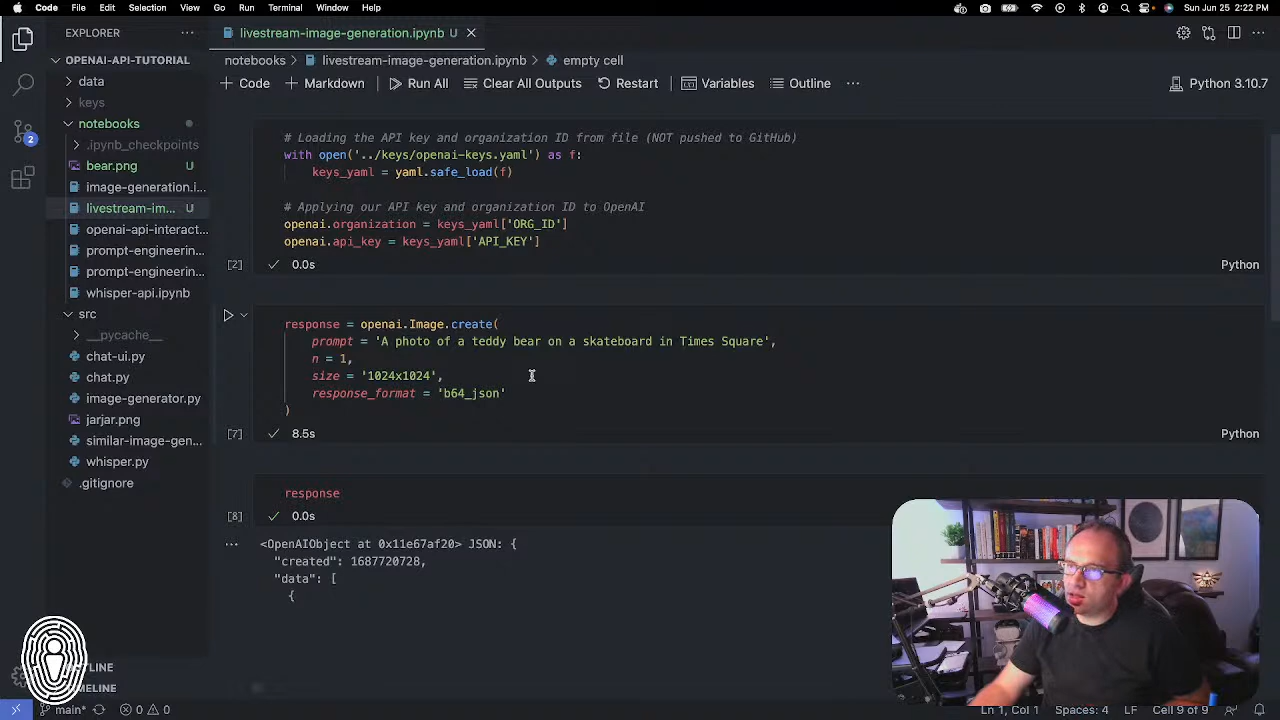 Code File Edit Selection View Go Run Terminal Window Help Sun Jun 25 2:22 PM
EXPLORER
livestream-image-generation.ipynb U
OPENAI-API-TUTORIAL
notebooks > livestream-image-generation.ipynb > empty cell
+ Code + Markdown Run All Clear All Outputs Restart Variables Outline ... Python 3.10.7
data
keys
notebooks
.ipynb_checkpoints
bear.png U
image-generation.i...
livestream-im... U
openai-api-interact...
prompt-engineerin...
prompt-engineerin...
whisper-api.ipynb
src
__pycache__
chat-ui.py
chat.py
image-generator.py
jarjar.png
similar-image-gen...
whisper.py
.gitignore
2
# Loading the API key and organization ID from file (NOT pushed to GitHub)
with open('../keys/openai-keys.yaml') as f:
keys_yaml = yaml.safe_load(f)
# Applying our API key and organization ID to OpenAI
openai.organization = keys_yaml['ORG_ID']
openai.api_key = keys_yaml['API_KEY']
[2] 0.0s Python
response = openai.Image.create(
prompt = 'A photo of a teddy bear on a skateboard in Times Square',
n = 1,
size = '1024x1024',
response_format = 'b64_json'
)
[7] 8.5s Python
response
[8] 0.0s
... <OpenAIObject at 0x11e67af20> JSON: {
"created": 1687720728,
"data": [
{
LINE
MELINE
main* 0 0 Ln 1, Col 1 Spaces: 4 LF Cell 9 of 9